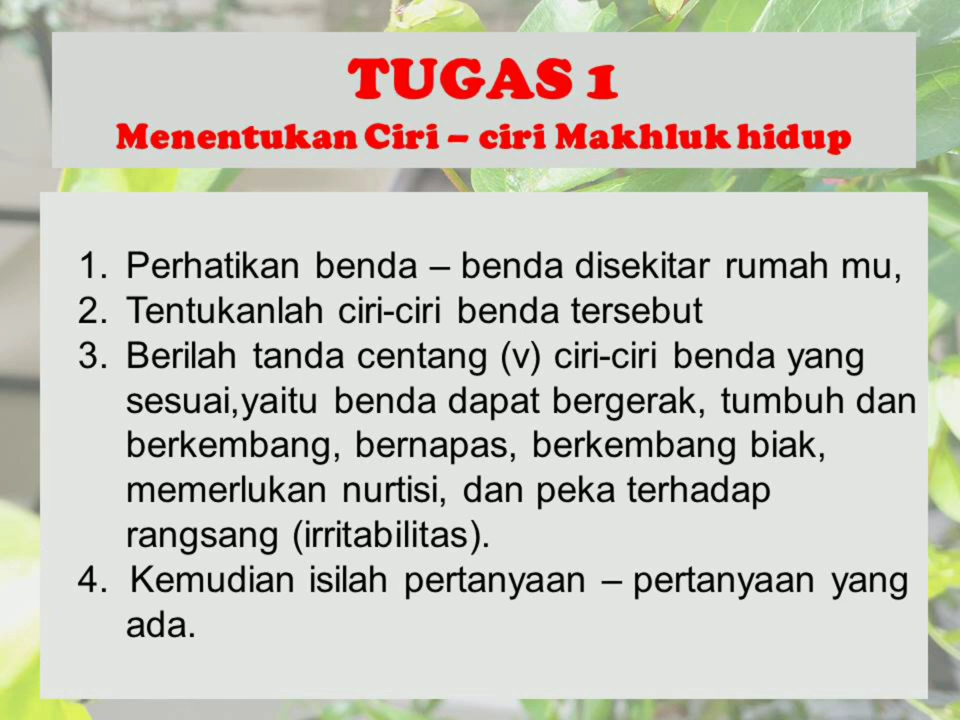 TUGAS 1
Menentukan Ciri – ciri Makhluk hidup
1. Perhatikan benda – benda disekitar rumah mu,
2. Tentukanlah ciri-ciri benda tersebut
3. Berilah tanda centang (v) ciri-ciri benda yang
sesuai,yaitu benda dapat bergerak, tumbuh dan
berkembang, bernapas, berkembang biak,
memerlukan nurtisi, dan peka terhadap
rangsang (irritabilitas).
4. Kemudian isilah pertanyaan – pertanyaan yang
ada.